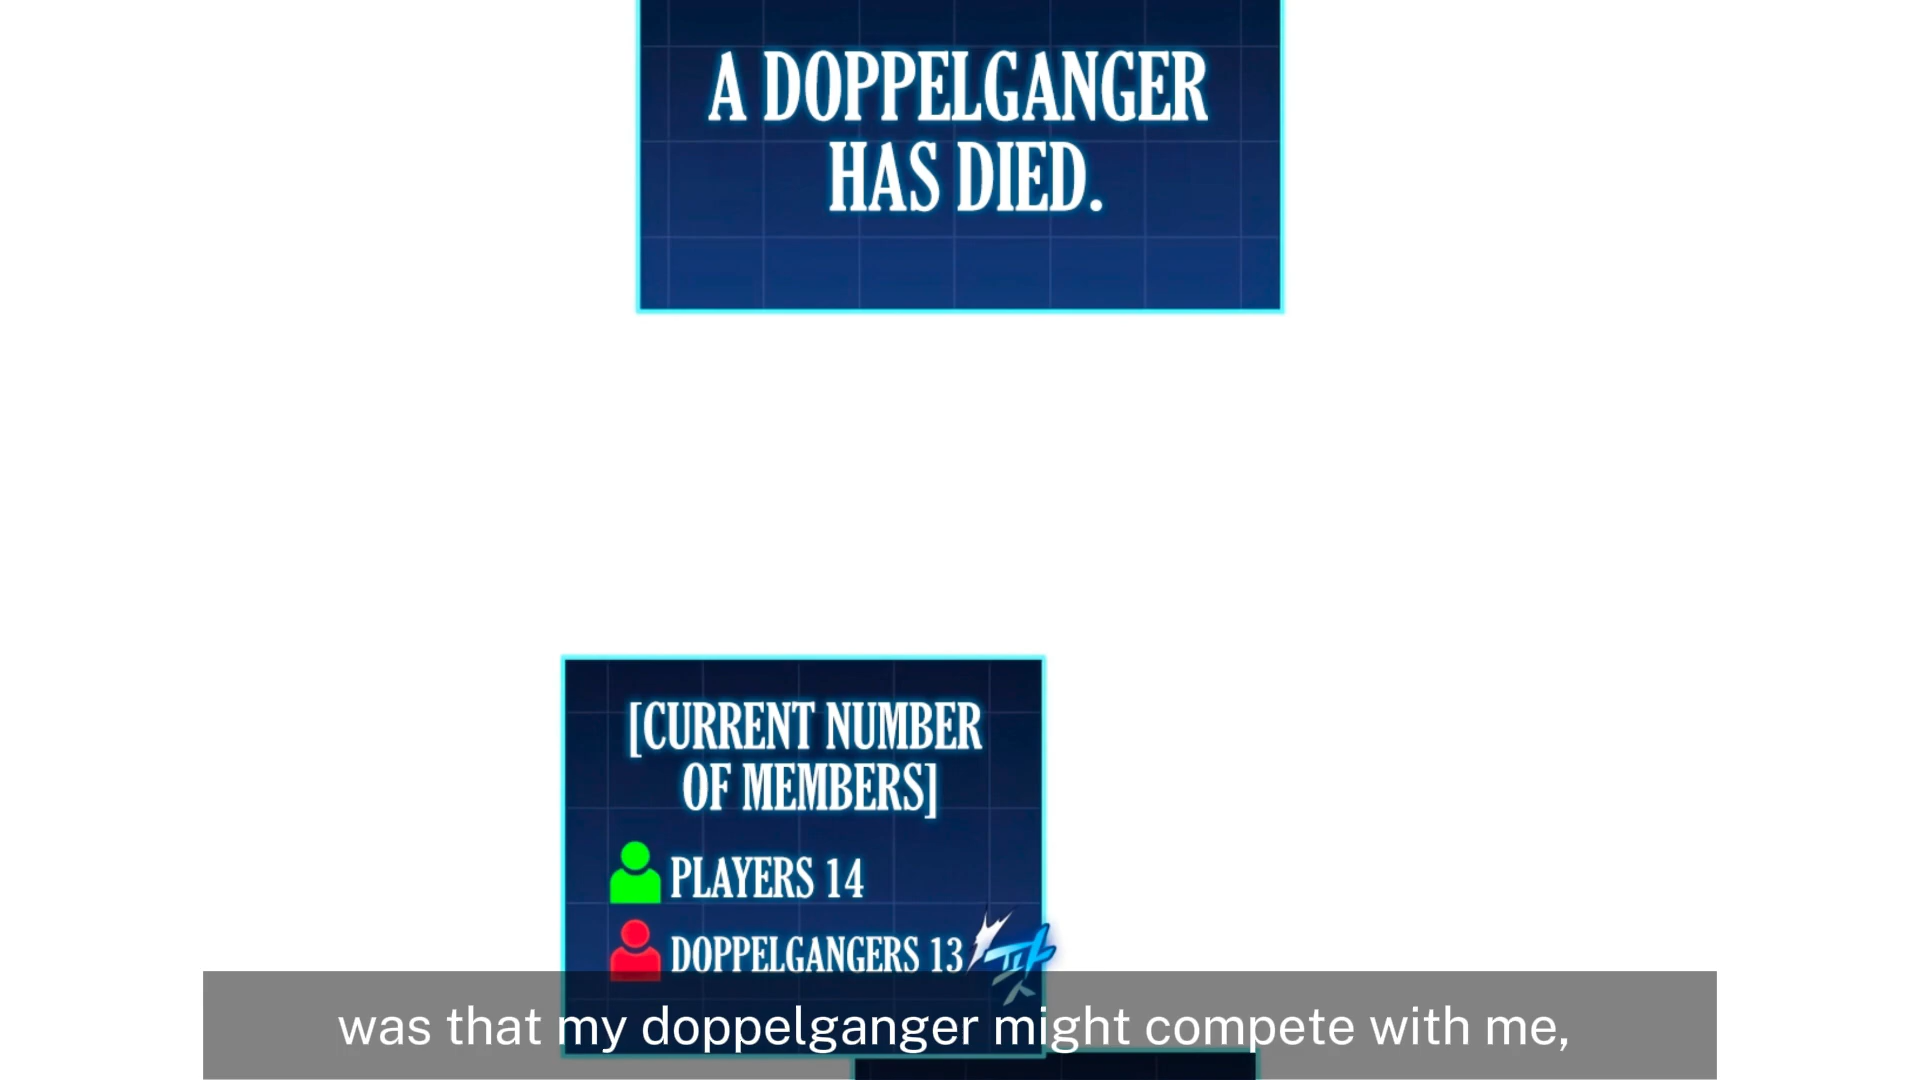 A DOPPELGANGER
HAS DIED.
[CURRENT NUMBER
OF MEMBERS]
PLAYERS 14
DOPPELGANGERS 13
was that my doppelganger might compete with me,